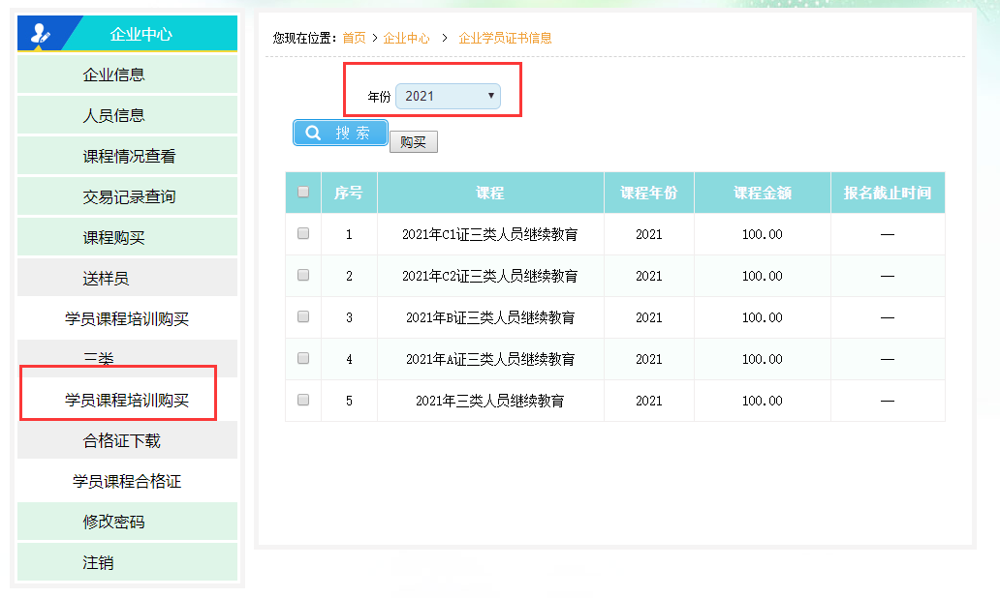 企业中心
企业信息
人员信息
课程情况查看
交易记录查询
课程购买
送样员
学员课程培训购买
三类
学员课程培训购买
合格证下载
学员课程合格证
修改密码
注销
您现在位置：首页 > 企业中心 > 企业学员证书信息
年份 2021
搜 索
购买
序号 课程 课程年份 课程金额 报名截止时间
1 2021年C1证三类人员继续教育 2021 100.00 —
2 2021年C2证三类人员继续教育 2021 100.00 —
3 2021年B证三类人员继续教育 2021 100.00 —
4 2021年A证三类人员继续教育 2021 100.00 —
5 2021年三类人员继续教育 2021 100.00 —